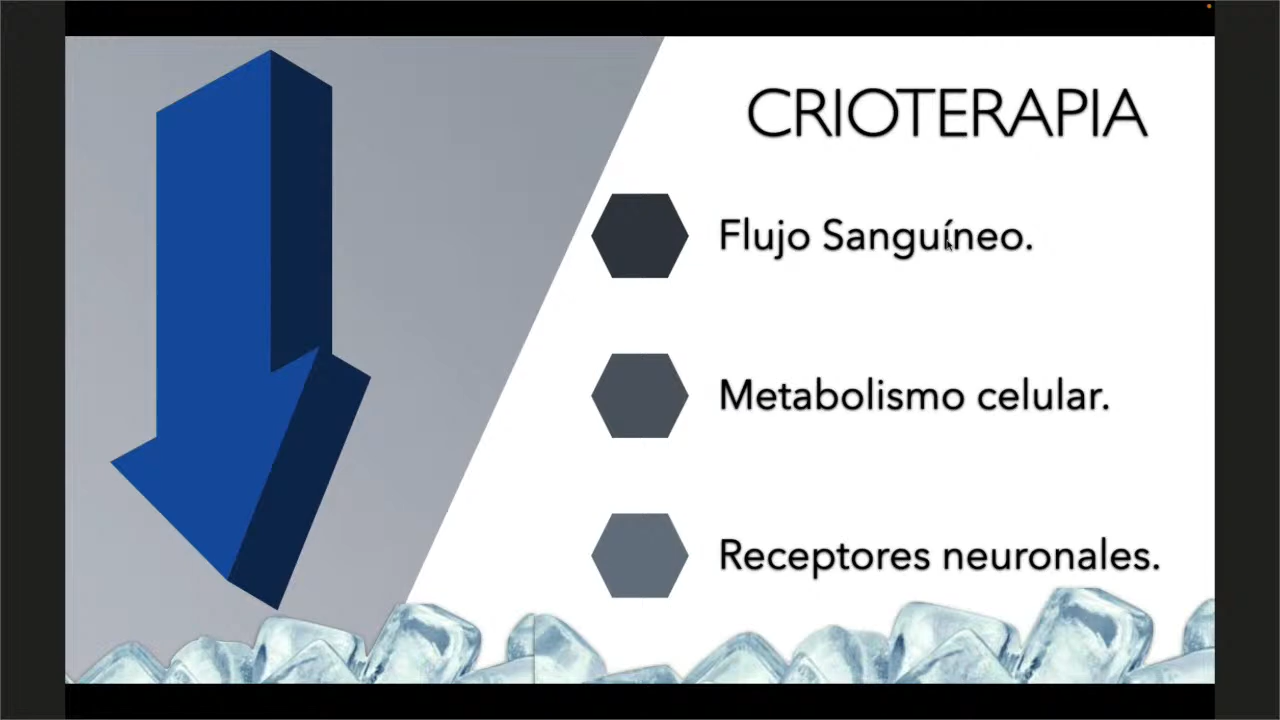 CRIOTERAPIA
Flujo Sanguíneo.
Metabolismo celular.
Receptores neuronales.